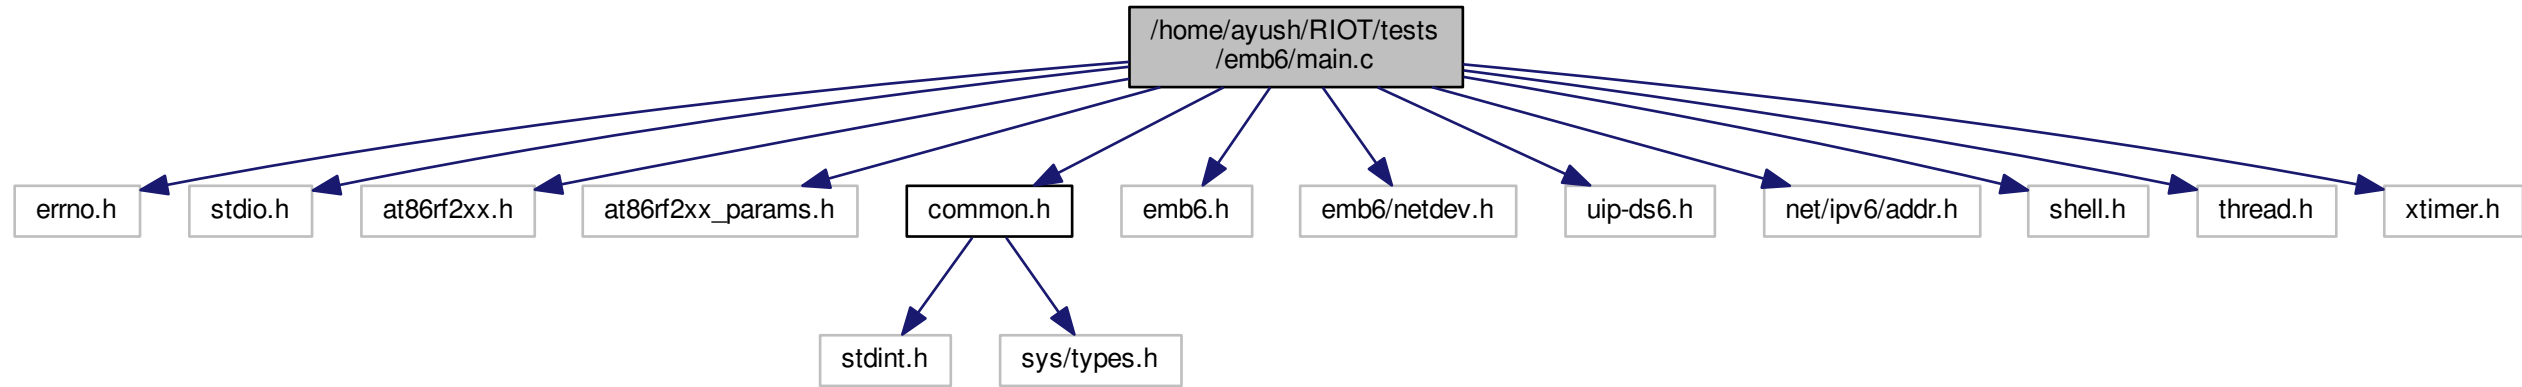 /home/ayush/RIOT/tests
/emb6/main.c
errno.h
stdio.h
at86rf2xx.h
at86rf2xx_params.h
common.h
emb6.h
emb6/netdev.h
uip-ds6.h
net/ipv6/addr.h
shell.h
thread.h
xtimer.h
stdint.h
sys/types.h